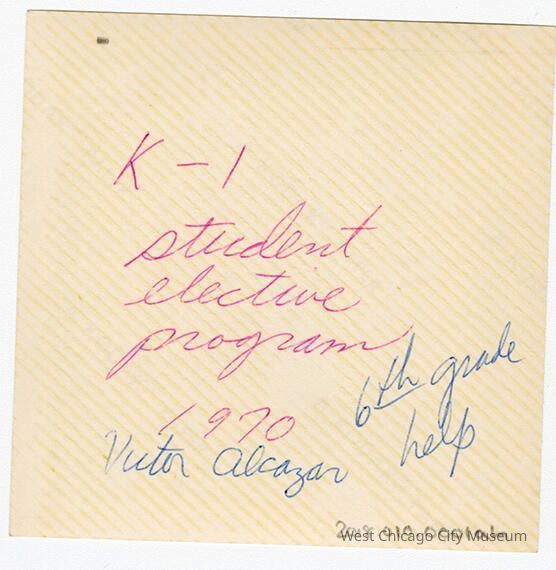 K - 1
student
elective
program
1970
6th grade
help
Victor Alcazar
West Chicago City Museum